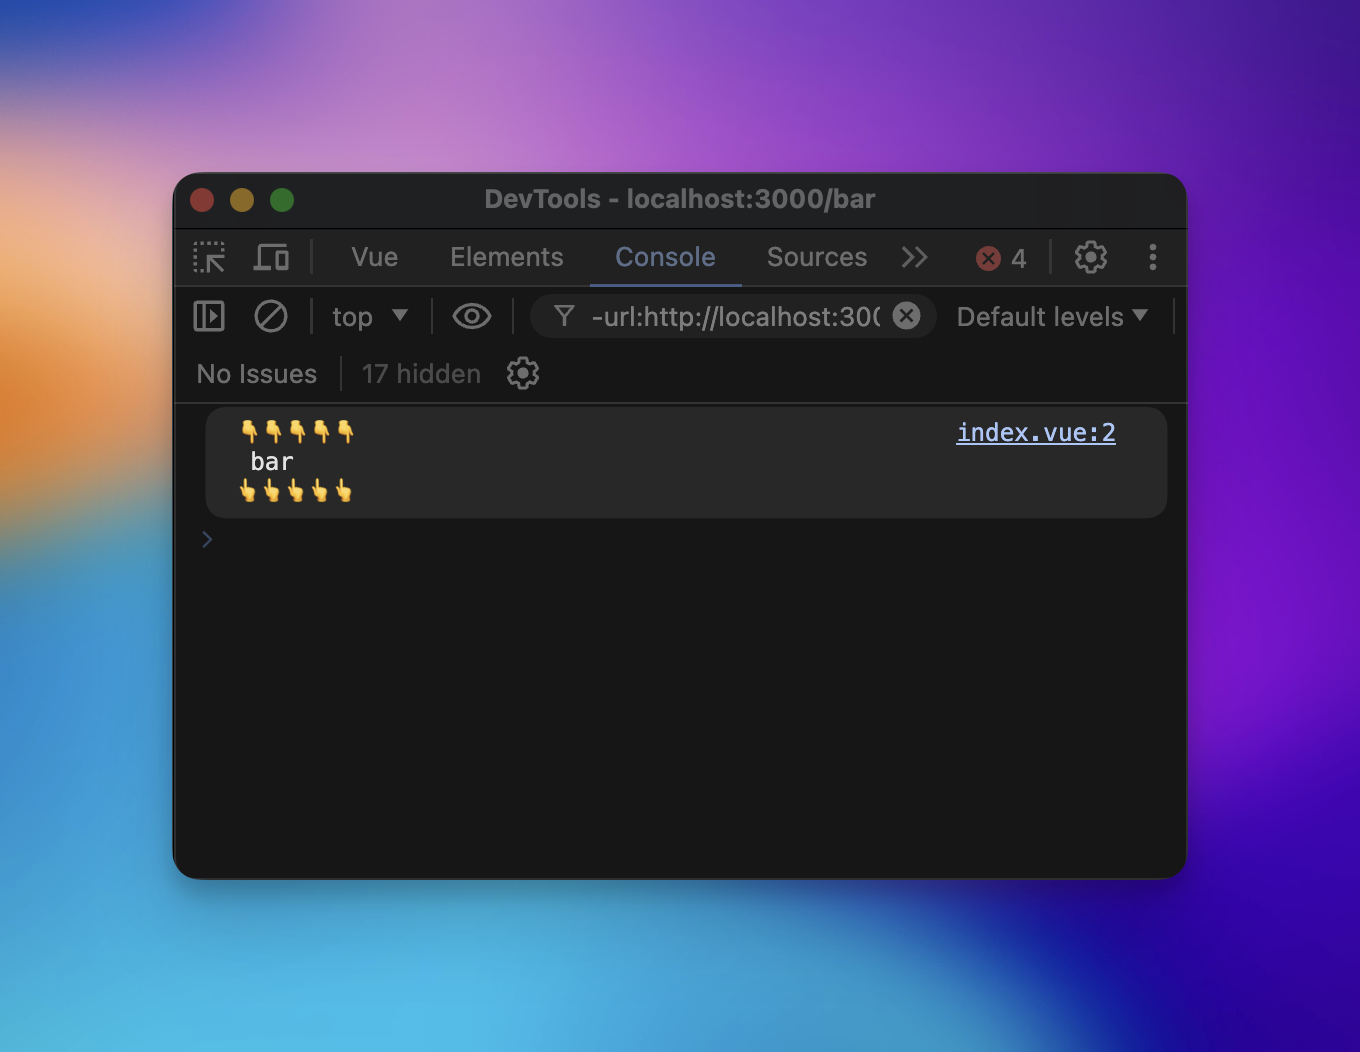 DevTools - localhost:3000/bar
Vue Elements Console Sources 4
top -url:http://localhost:300 Default levels
No Issues 17 hidden
👇👇👇👇👇 index.vue:2
bar
👆👆👆👆👆